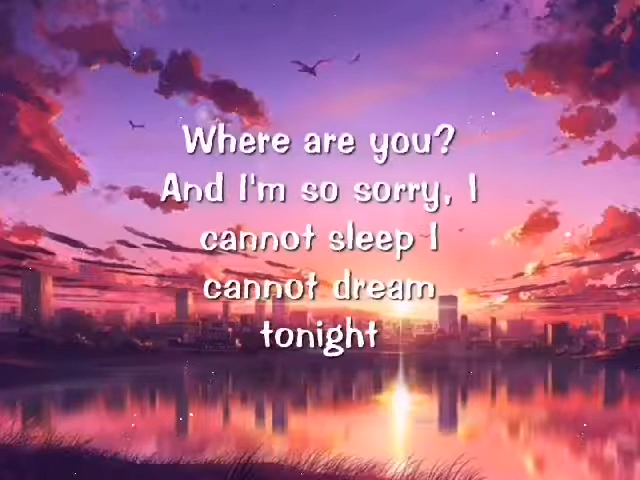 Where are you?
And I'm so sorry, I
cannot sleep I
cannot dream
tonight